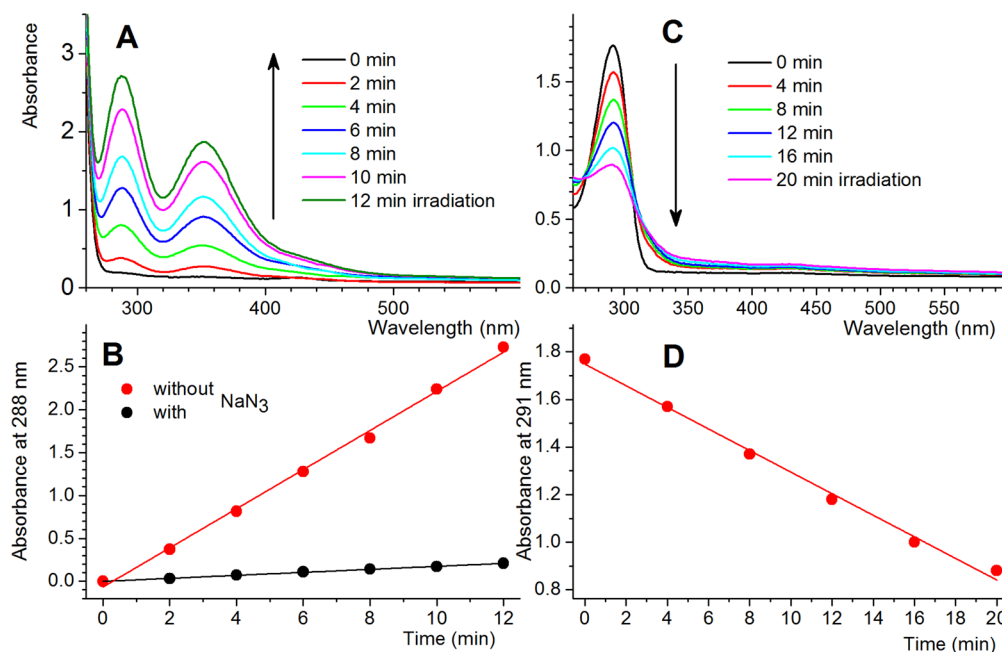 A
Absorbance
3
2
1
0
0 min
2 min
4 min
6 min
8 min
10 min
12 min irradiation
300
400
500
Wavelength (nm)
C
1.5
1.0
0.5
0.0
0 min
4 min
8 min
12 min
16 min
20 min irradiation
300
350
400
450
500
550
Wavelength (nm)
B
Absorbance at 288 nm
2.5
2.0
1.5
1.0
0.5
0.0
without
with
NaN3
0
2
4
6
8
10
12
Time (min)
D
Absorbance at 291 nm
1.8
1.6
1.4
1.2
1.0
0.8
0
2
4
6
8
10
12
14
16
18
20
Time (min)